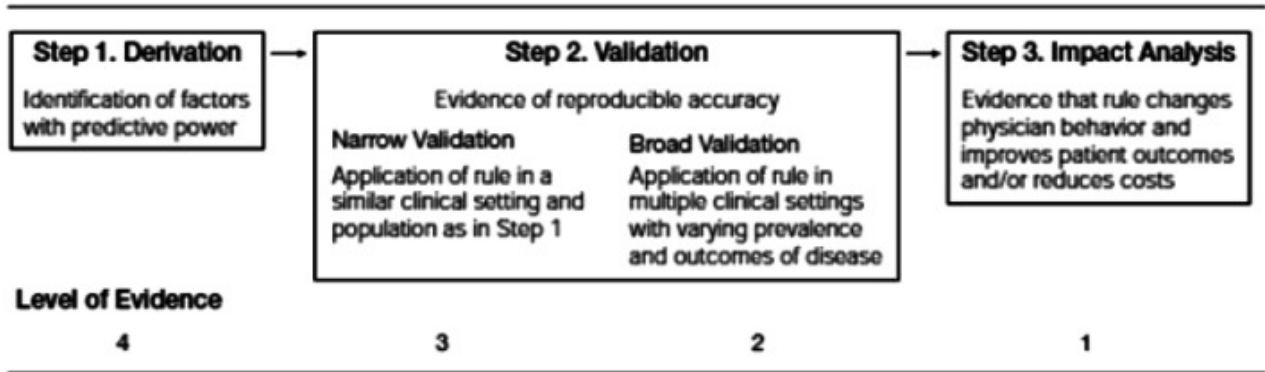 Step 1. Derivation
Identification of factors
with predictive power
Step 2. Validation
Evidence of reproducible accuracy
Narrow Validation
Application of rule in a
similar clinical setting and
population as in Step 1
Broad Validation
Application of rule in
multiple clinical settings
with varying prevalence
and outcomes of disease
Step 3. Impact Analysis
Evidence that rule changes
physician behavior and
improves patient outcomes
and/or reduces costs
Level of Evidence
4 3 2 1